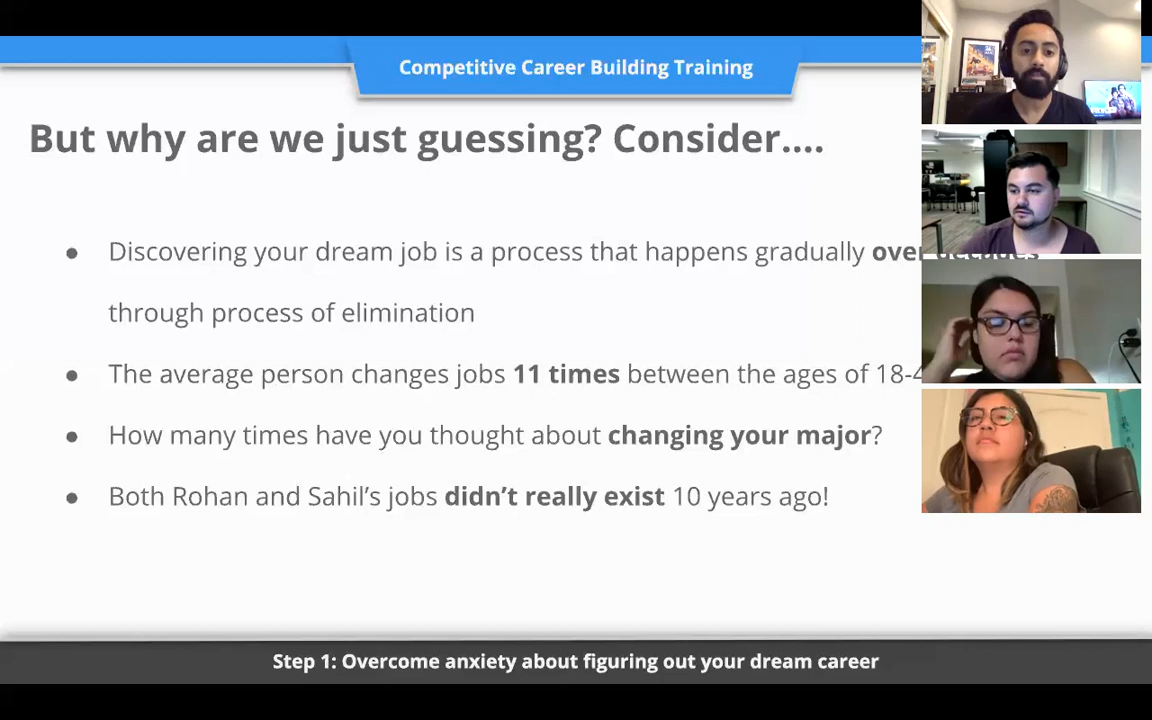 Competitive Career Building Training
But why are we just guessing? Consider....
● Discovering your dream job is a process that happens gradually over decades
through process of elimination
● The average person changes jobs 11 times between the ages of 18-4
● How many times have you thought about changing your major?
● Both Rohan and Sahil’s jobs didn’t really exist 10 years ago!
Step 1: Overcome anxiety about figuring out your dream career